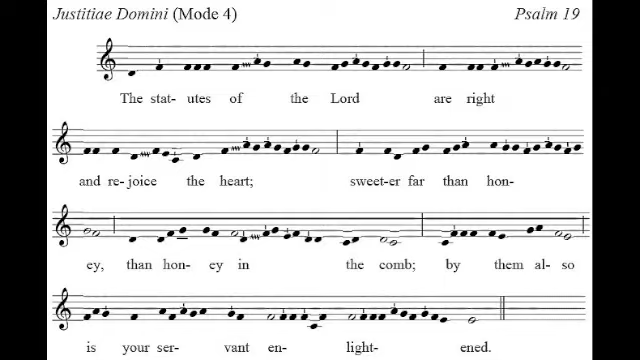 Justitiae Domini (Mode 4) Psalm 19
The stat- utes of the Lord are right
and re- joice the heart; sweet-er far than hon-
ey, than hon- ey in the comb; by them al- so
is your ser- vant en- light- ened.